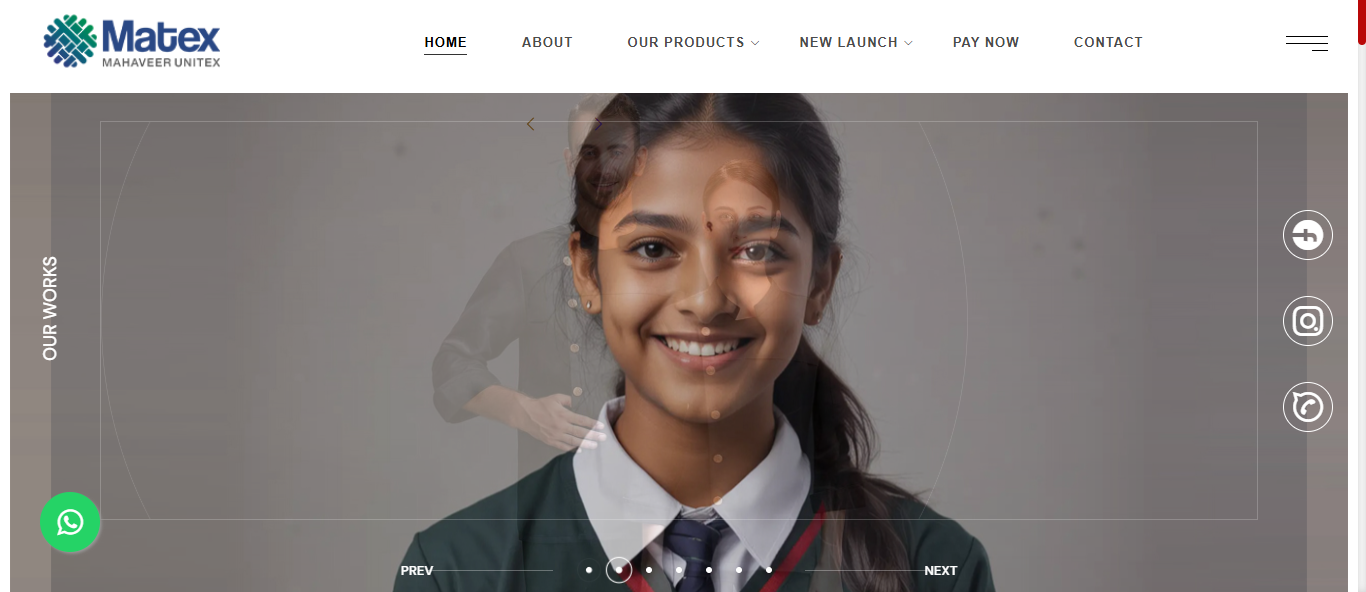 Matex
MAHAVEER UNITEX
HOME ABOUT OUR PRODUCTS NEW LAUNCH PAY NOW CONTACT
OUR WORKS
PREV NEXT